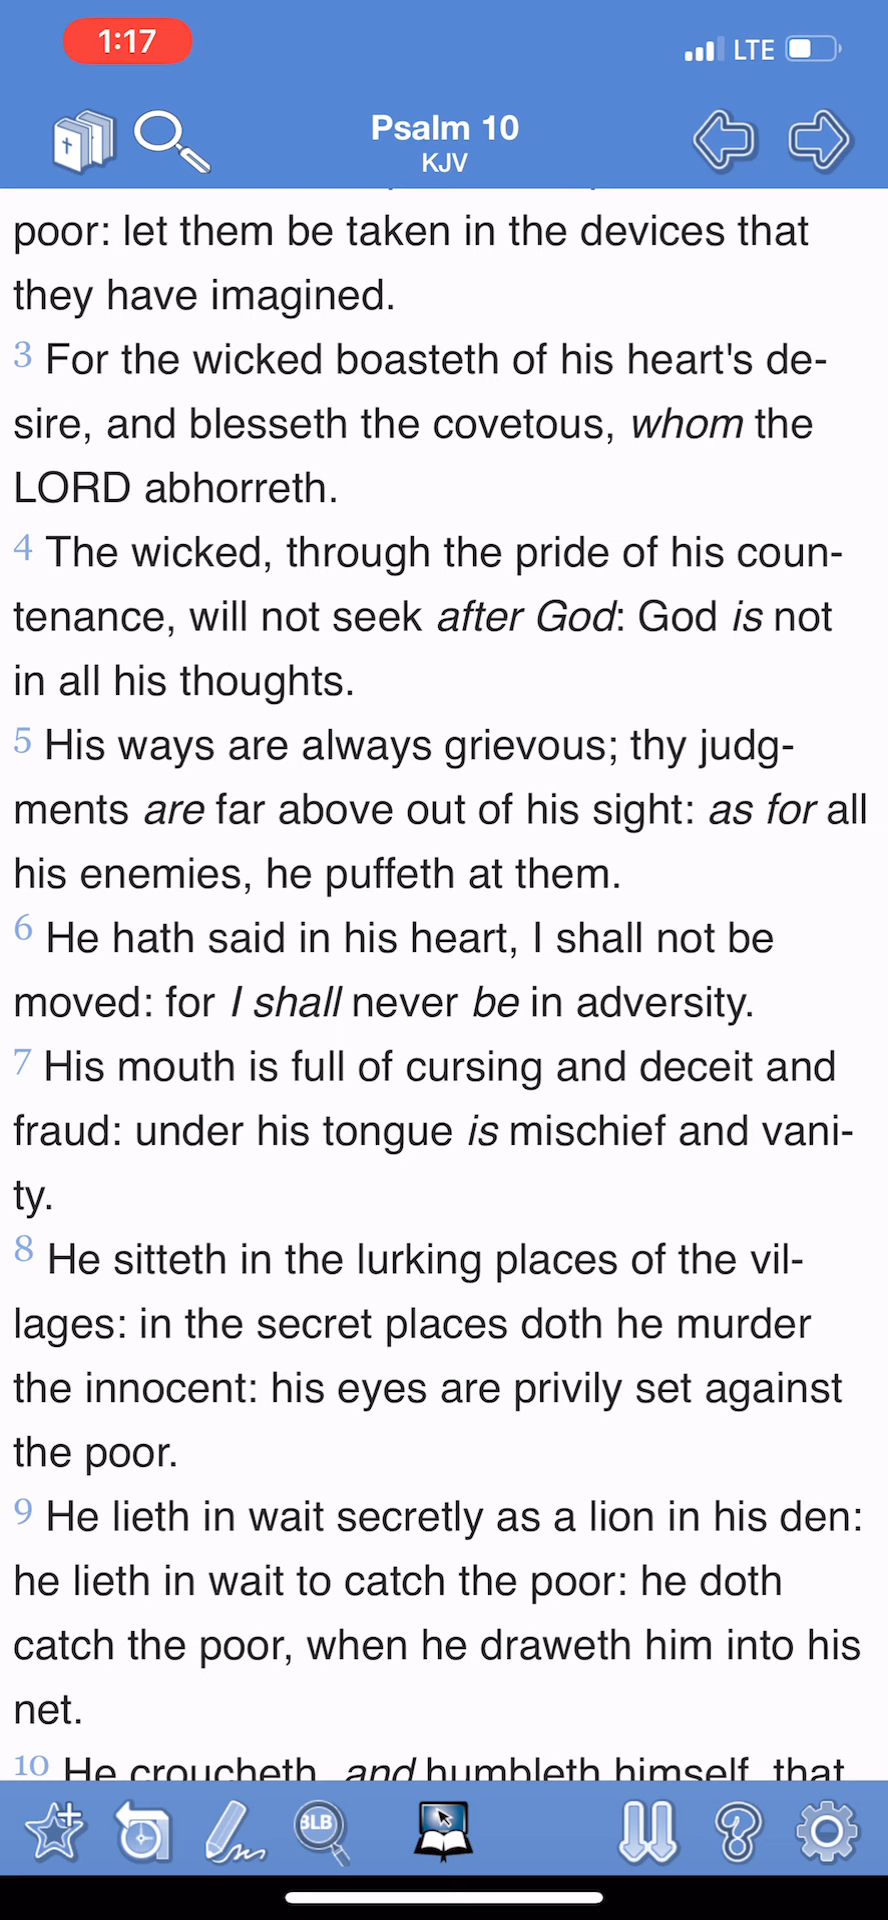 1:17
LTE
Psalm 10
KJV
poor: let them be taken in the devices that
they have imagined.
3 For the wicked boasteth of his heart's de-
sire, and blesseth the covetous, whom the
LORD abhorreth.
4 The wicked, through the pride of his coun-
tenance, will not seek after God: God is not
in all his thoughts.
5 His ways are always grievous; thy judg-
ments are far above out of his sight: as for all
his enemies, he puffeth at them.
6 He hath said in his heart, I shall not be
moved: for I shall never be in adversity.
7 His mouth is full of cursing and deceit and
fraud: under his tongue is mischief and vani-
ty.
8 He sitteth in the lurking places of the vil-
lages: in the secret places doth he murder
the innocent: his eyes are privily set against
the poor.
9 He lieth in wait secretly as a lion in his den:
he lieth in wait to catch the poor: he doth
catch the poor, when he draweth him into his
net.
10 He croucheth, and humbleth himself, that
BLB